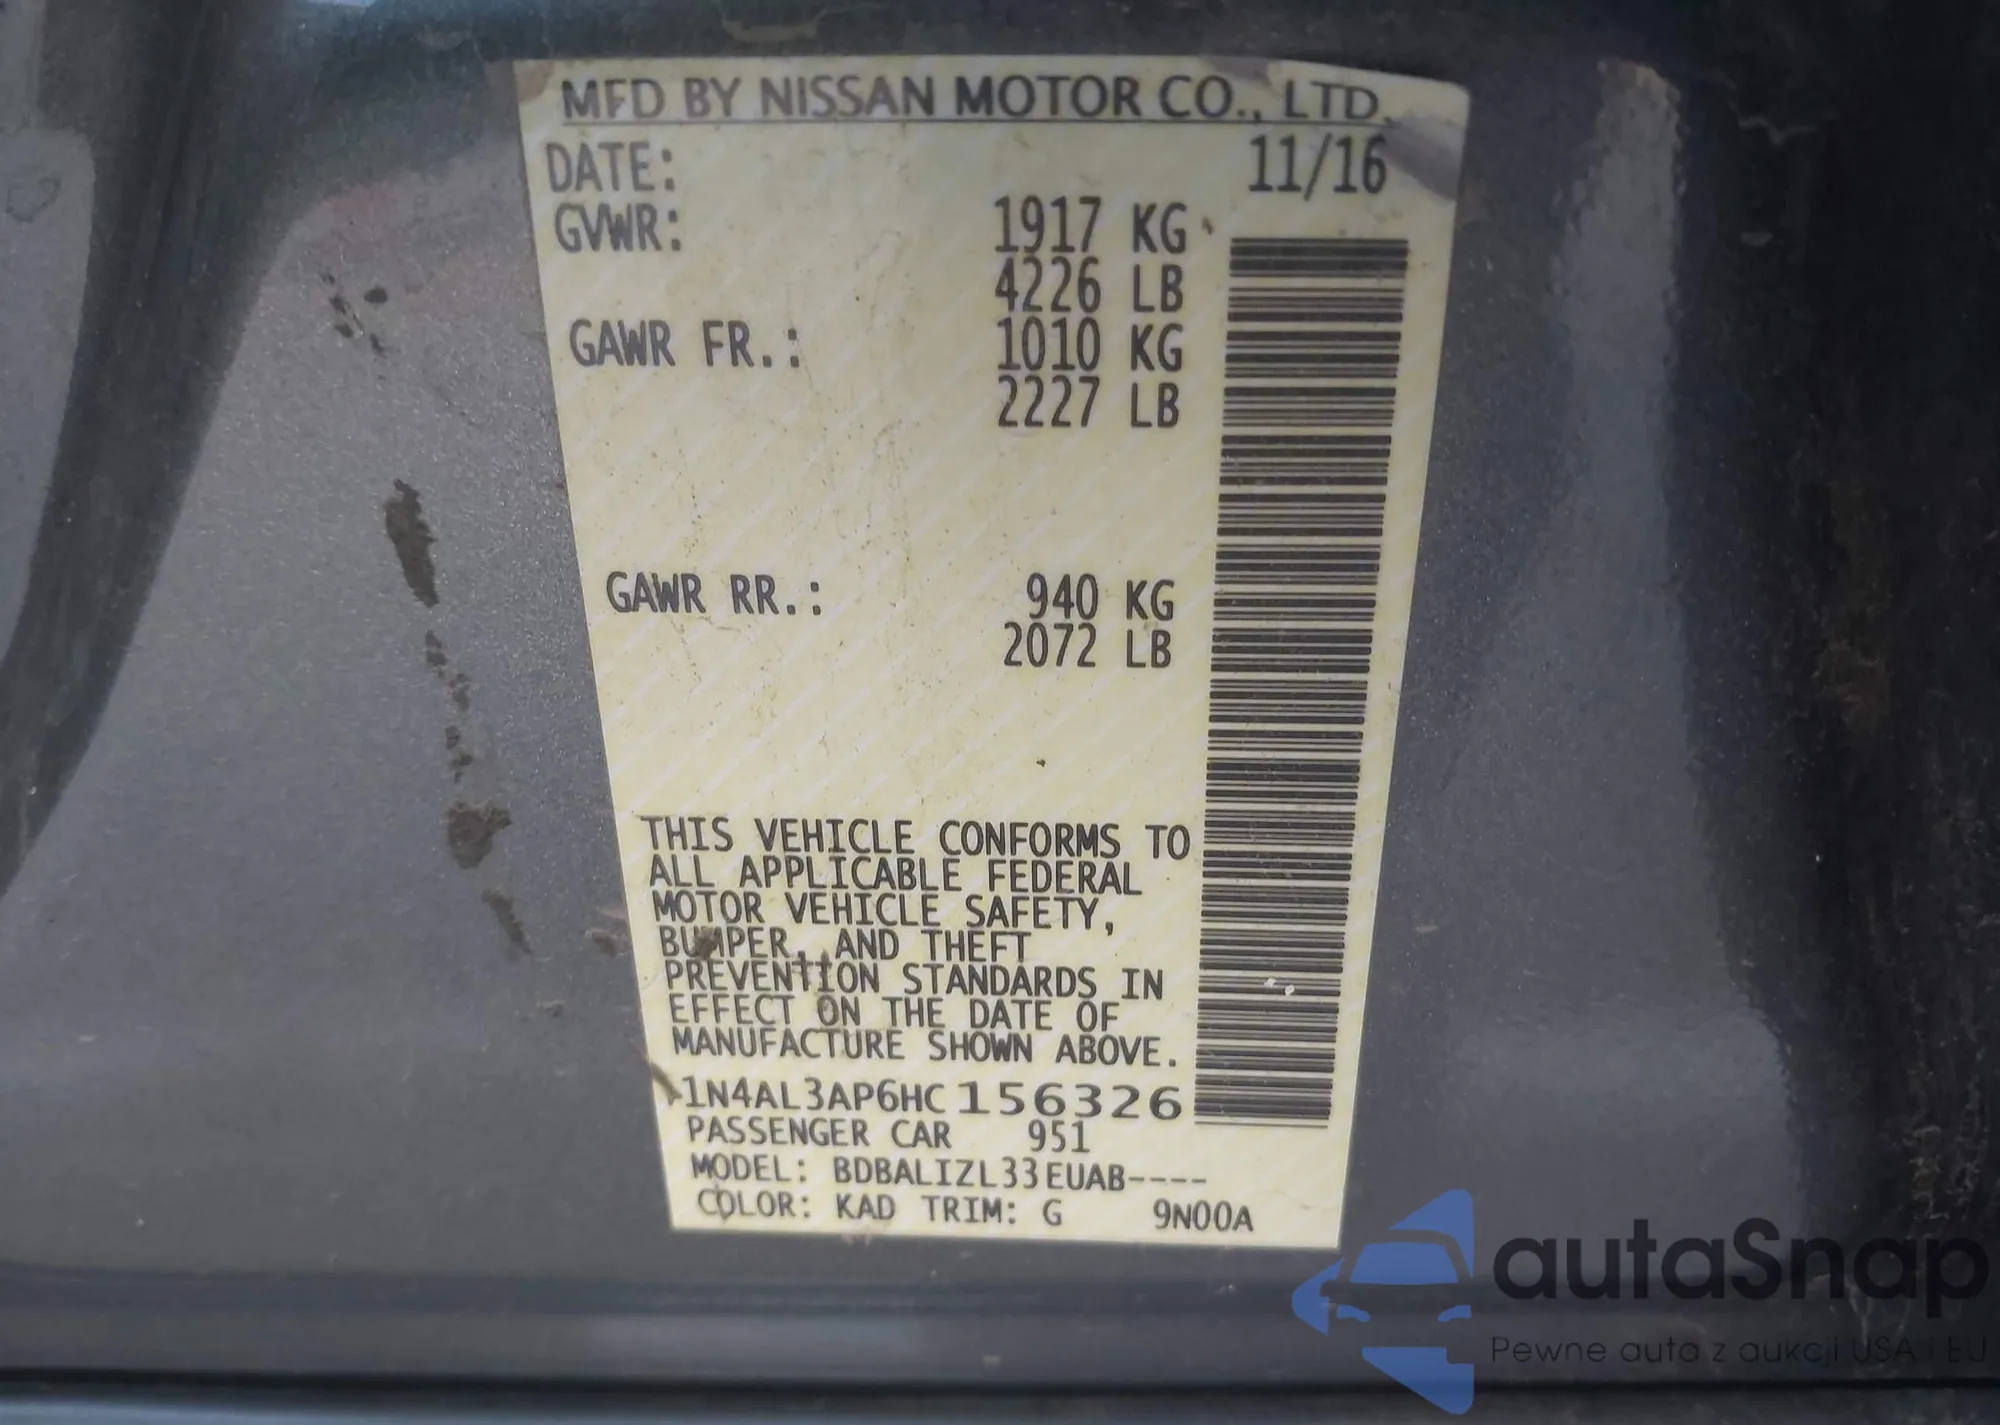 MFD BY NISSAN MOTOR CO., LTD.
DATE: 11/16
GVWR: 1917 KG
4226 LB
GAWR FR.: 1010 KG
2227 LB
GAWR RR.: 940 KG
2072 LB
THIS VEHICLE CONFORMS TO
ALL APPLICABLE FEDERAL
MOTOR VEHICLE SAFETY,
BUMPER, AND THEFT
PREVENTION STANDARDS IN
EFFECT ON THE DATE OF
MANUFACTURE SHOWN ABOVE.
1N4AL3AP6HC156326
PASSENGER CAR 951
MODEL: BDBALIZL33EUAB----
COLOR: KAD TRIM: G 9N00A
autaSnap
Pewne auta z aukcji USA i EU